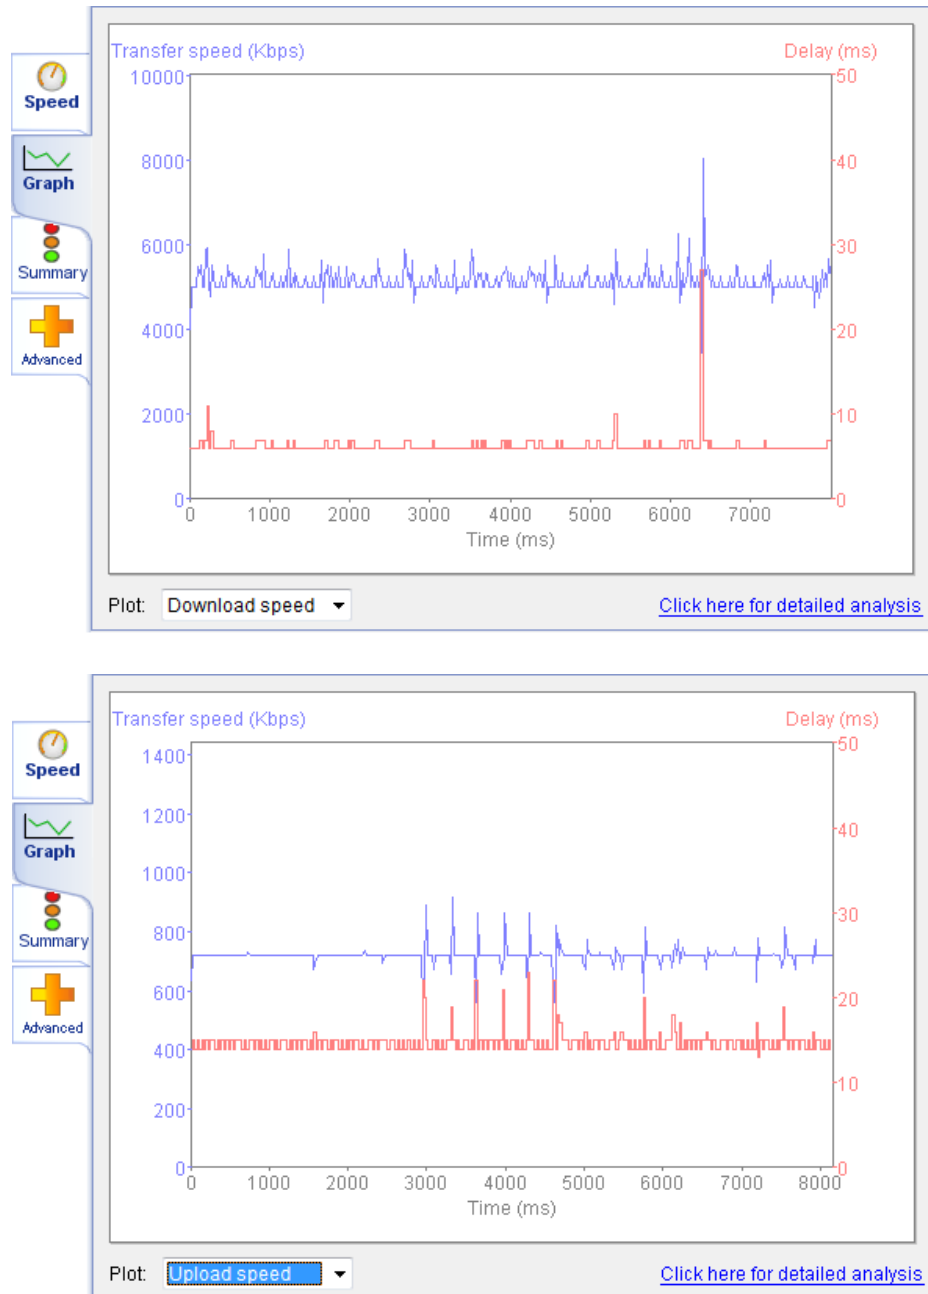 Transfer speed (Kbps) Delay (ms)
10000 50
Speed
8000 40
Graph
6000 30
Summary
4000 20
Advanced
2000 10
0 0
0 1000 2000 3000 4000 5000 6000 7000
Time (ms)
Plot: Download speed Click here for detailed analysis
Transfer speed (Kbps) Delay (ms)
50
1400
Speed
1200 40
Graph
1000
800 30
Summary
600 20
Advanced
400
10
200
0 0
0 1000 2000 3000 4000 5000 6000 7000 8000
Time (ms)
Plot: Upload speed Click here for detailed analysis